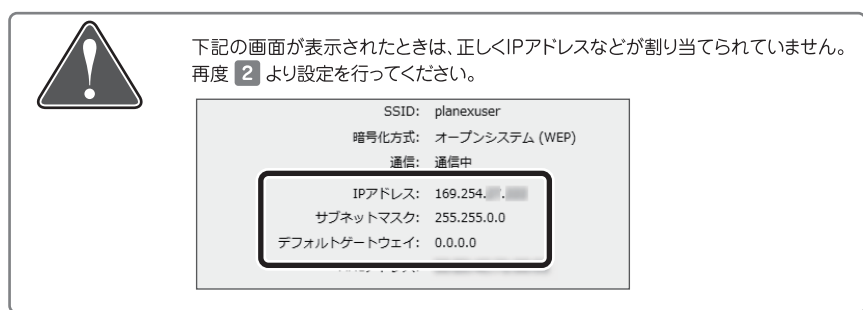 下記の画面が表示されたときは、正しくIPアドレスなどが割り当てられていません。
再度 2 より設定を行ってください。
SSID: planexuser
暗号化方式: オープンシステム (WEP)
通信: 通信中
IPアドレス: 169.254.
サブネットマスク: 255.255.0.0
デフォルトゲートウェイ: 0.0.0.0